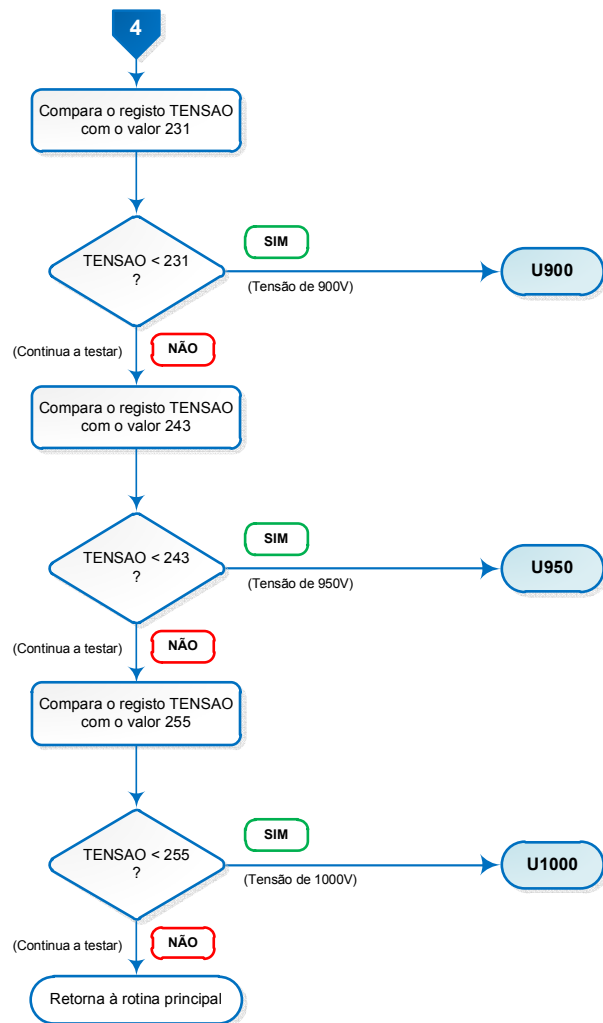 4
Compara o registo TENSAO
com o valor 231
TENSAO < 231
?
SIM
(Tensão de 900V)
U900
(Continua a testar)
NÃO
Compara o registo TENSAO
com o valor 243
TENSAO < 243
?
SIM
(Tensão de 950V)
U950
(Continua a testar)
NÃO
Compara o registo TENSAO
com o valor 255
TENSAO < 255
?
SIM
(Tensão de 1000V)
U1000
(Continua a testar)
NÃO
Retorna à rotina principal